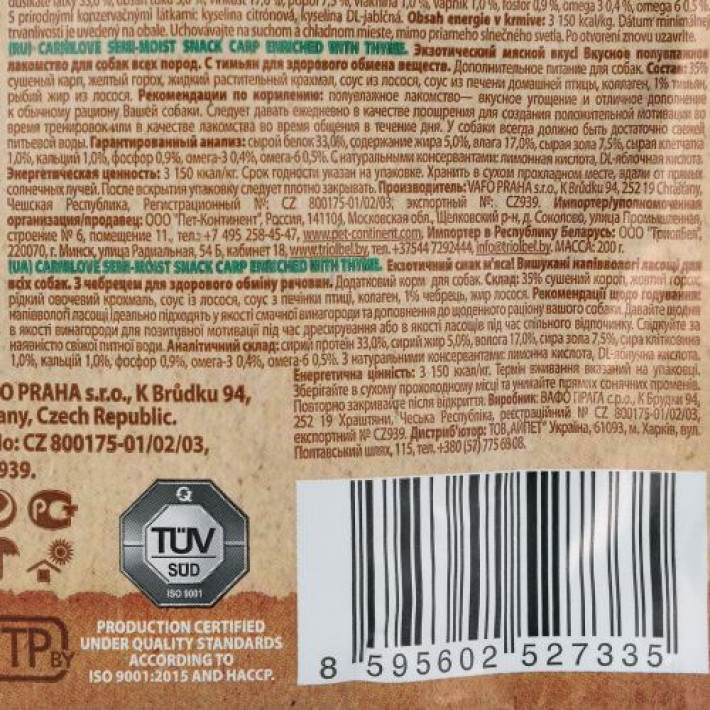 S prírodnými konzervačnými látkami: kyselina citrónová, kyselina DL-jablčná. Obsah energie v krmive: 3 150 kcal/kg. Dátum minimálnej
trvanlivosti je uvedený na obale. Uchovávajte na suchom a chladnom mieste, mimo priameho slnečného svetla. Po otvorení znovu uzavrite.
(RU) CARNILOVE SEMI-MOIST SNACK CARP ENRICHED WITH THYME. Экзотический мясной вкус! Вкусное полувлажное
лакомство для собак всех пород. С тимьян для здорового обмена веществ. Дополнительное питание для собак. Состав: 35%
сушеный карп, желтый горох, жидкий растительный крахмал, соус из лосося, соус из печени домашней птицы, коллаген, 1% тимьян,
рыбий жир из лосося. Рекомендации по кормлению: полувлажное лакомство— вкусное угощение и отличное дополнение
к обычному рациону Вашей собаки. Следует давать ежедневно в качестве прощрения для создания положительной мотивации во
время тренировок или в качестве лакомства во время общения в течение дня. У собаки всегда должно быть достаточно свежей
питьевой воды. Гарантированный анализ: сырой белок 33,0%, содержание жира 5,0%, влага 17,0%, сырая зола 7,5%, сырая клетчатка
1,0%, кальций 1,0%, фосфор 0,9%, омега-3 0,4%, омега-6 0,5%. С натуральными консервантами: лимонная кислота, DL-яблочная кислота.
Энергетическая ценность: 3 150 ккал/кг. Срок годности указан на упаковке. Хранить в сухом прохладном месте, вдали от прямых
солнечных лучей. После вскрытия упаковку следует плотно закрывать. Производитель: VAFO PRAHA s.r.o., K Brůdku 94, 252 19 Chrášťany,
Чешская Республика, Регистрационный №: CZ 800175-01/02/03; экспортный №: CZ939. Импортер/уполномоченная
организация/продавец: ООО "Пет-Континент", Россия, 141104, Московская обл., Щелковский р-н, д. Соколово, улица Промышленная,
строение № 6, помещение 11., тел.: +7 495 258-45-47, www.pet-continent.com. Импортер в Республику Беларусь: ООО "Триолбел",
220070, г. Минск, улица Радиальная, 54 Б, кабинет 18, www.triolbel.by, тел. +37544 7292444, info@triolbel.by. МАССА: 200 г.
(UA) CARNILOVE SEMI-MOIST SNACK CARP ENRICHED WITH THYME. Екзотичний смак м'яса! Вишукані напіввологі ласощі для
всіх собак. З чебрецем для здорового обміну речовин. Додатковий корм для собак. Склад: 35% сушений короп, жовтий горох,
рідкий овочевий крохмаль, соус із лосося, соус з печінки птиці, колаген, 1% чебрець, жир лосося. Рекомендації щодо годування:
напіввологі ласощі ідеально підходять у якості смачної винагороди та доповнення до щоденного раціону вашого собаки. Давайте щодня
в якості винагороди для позитивної мотивації під час дресирування або в якості ласощів під час спільного відпочинку. Слідкуйте за
наявністю свіжої питної води. Аналітичний склад: сирий протеїн 33,0%, сирий жир 5,0%, волога 17,0%, сира зола 7,5%, сира клітковина
1,0%, кальцій 1,0%, фосфор 0,9%, омега-3 0,4%, омега-6 0,5%. З натуральними консервантами: лимонна кислота, DL-яблучна кислота.
Енергетична цінність: 3 150 ккал/кг. Термін вживання вказаний на упаковці.
Зберігайте в сухому прохолодному місці та уникайте прямих сонячних променів.
Повторно закривайте після відкриття. Виробник: ВАФО ПРАГА с.г.о., К Брудки 94,
252 19 Храштяни, Чеська Республіка, реєстраційний № CZ 800175-01/02/03,
експортний № CZ939. Дистриб'ютор: ТОВ „АЙПЕТ" Україна, 61093, м. Харків, вул.
Полтавський шлях, 115, тел. +380 (57) 775 68 08.
O PRAHA s.r.o., K Brůdku 94,
any, Czech Republic.
lo: CZ 800175-01/02/03,
939.
TÜV
SÜD
ISO 9001
TP BY
PRODUCTION CERTIFIED
UNDER QUALITY STANDARDS
ACCORDING TO
ISO 9001:2015 AND HACCP.
8 595602 527335